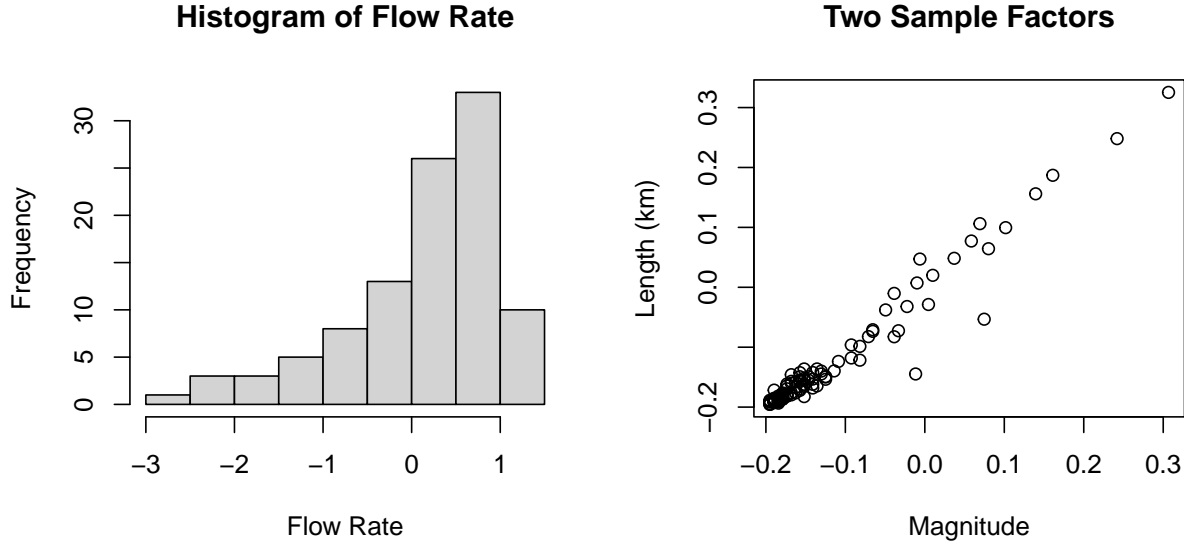 Histogram of Flow Rate
Frequency
0 5 10 20 30
−3 −2 −1 0 1
Flow Rate
Two Sample Factors
Length (km)
−0.2 0.0 0.1 0.2 0.3
−0.2 −0.1 0.0 0.1 0.2 0.3
Magnitude